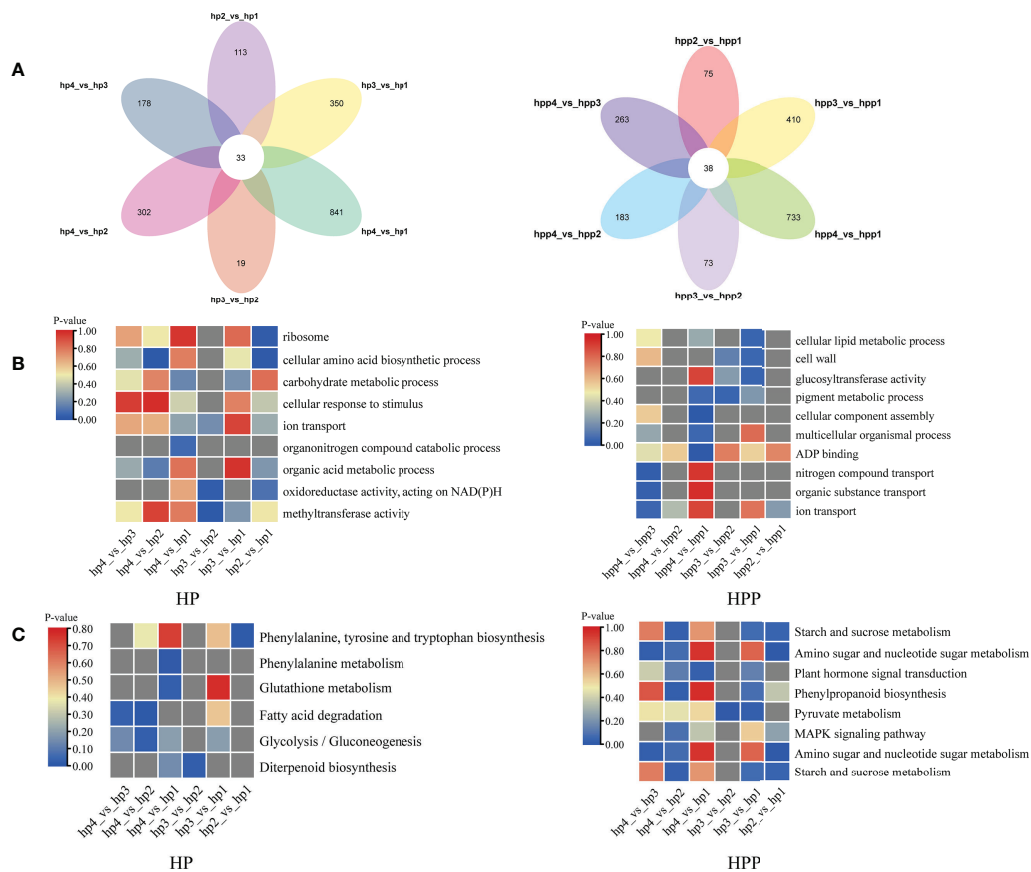 A
hp2_vs_hp1
113
hp4_vs_hp3
178
hp3_vs_hp1
350
33
302
hp4_vs_hp2
841
hp4_vs_hp1
19
hp3_vs_hp2
hpp2_vs_hpp1
75
hpp4_vs_hpp3
263
hpp3_vs_hpp1
410
38
183
hpp4_vs_hpp2
733
hpp4_vs_hpp1
73
hpp3_vs_hpp2
B
P-value
1.00
0.80
0.60
0.40
0.20
0.00
ribosome
cellular amino acid biosynthetic process
carbohydrate metabolic process
cellular response to stimulus
ion transport
organonitrogen compound catabolic process
organic acid metabolic process
oxidoreductase activity, acting on NAD(P)H
methyltransferase activity
hp4_vs_hp3
hp4_vs_hp2
hp4_vs_hp1
hp3_vs_hp2
hp3_vs_hp1
hp2_vs_hp1
HP
P-value
1.00
0.80
0.60
0.40
0.20
0.00
cellular lipid metabolic process
cell wall
glucosyltransferase activity
pigment metabolic process
cellular component assembly
multicellular organismal process
ADP binding
nitrogen compound transport
organic substance transport
ion transport
hpp4_vs_hpp3
hpp4_vs_hpp2
hpp4_vs_hpp1
hpp3_vs_hpp2
hpp3_vs_hpp1
hpp2_vs_hpp1
HPP
C
P-value
0.80
0.70
0.60
0.50
0.40
0.30
0.20
0.10
0.00
Phenylalanine, tyrosine and tryptophan biosynthesis
Phenylalanine metabolism
Glutathione metabolism
Fatty acid degradation
Glycolysis / Gluconeogenesis
Diterpenoid biosynthesis
hp4_vs_hp3
hp4_vs_hp2
hp4_vs_hp1
hp3_vs_hp2
hp3_vs_hp1
hp2_vs_hp1
HP
P-value
1.00
0.80
0.60
0.40
0.20
0.00
Starch and sucrose metabolism
Amino sugar and nucleotide sugar metabolism
Plant hormone signal transduction
Phenylpropanoid biosynthesis
Pyruvate metabolism
MAPK signaling pathway
Amino sugar and nucleotide sugar metabolism
Starch and sucrose metabolism
hp4_vs_hp3
hp4_vs_hp2
hp4_vs_hp1
hp3_vs_hp2
hp3_vs_hp1
hp2_vs_hp1
HPP